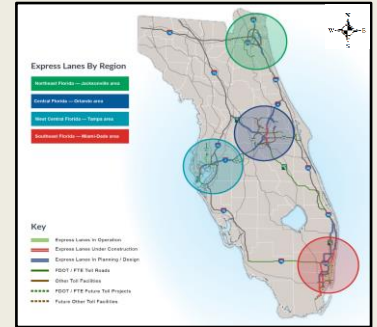 N
W
E
S
Express Lanes By Region
Northeast Florida — Jacksonville area
Central Florida — Orlando area
West Central Florida — Tampa area
Southeast Florida — Miami-Dade area
Key
Express Lanes In Operation
Express Lanes Under Construction
Express Lanes In Planning / Design
FDOT / FTE Toll Roads
Other Toll Facilities
FDOT / FTE Future Toll Projects
Future Other Toll Facilities